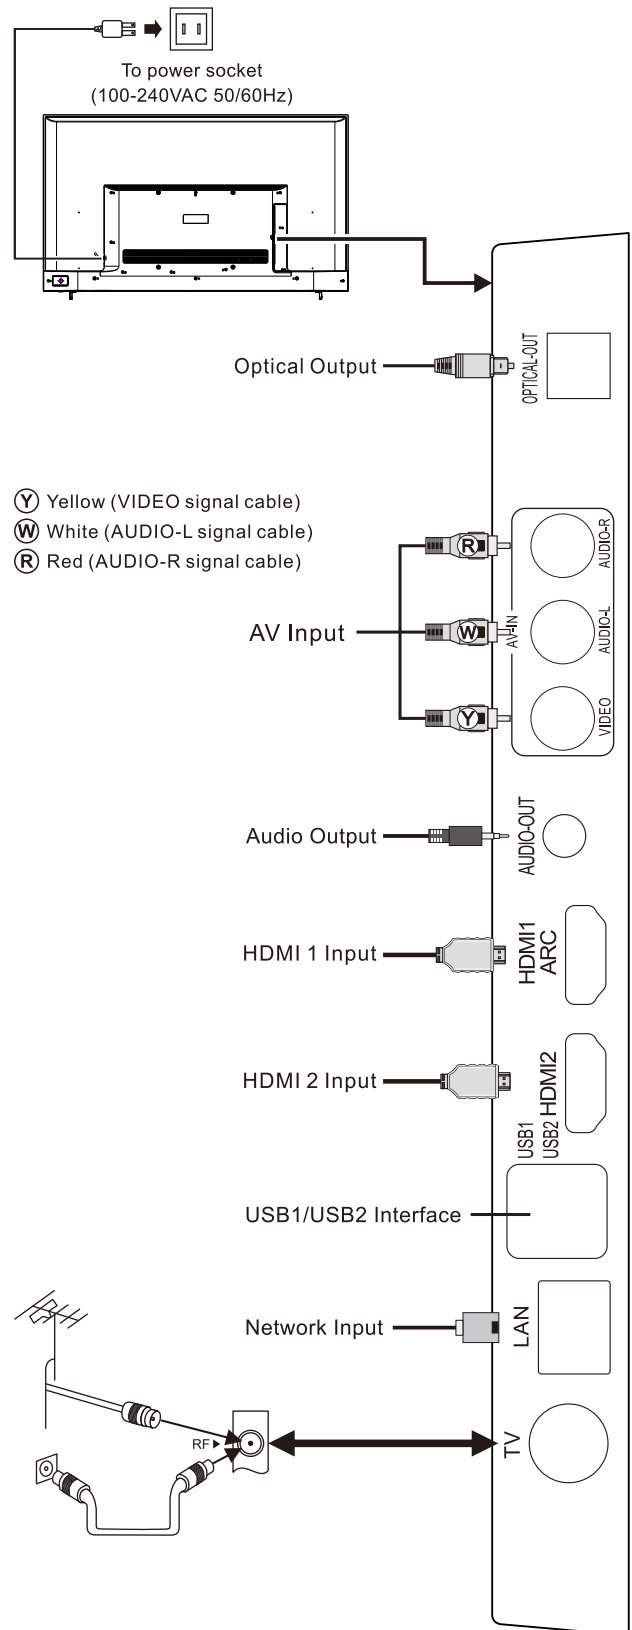 To power socket
(100-240VAC 50/60Hz)
Optical Output
OPTICAL-OUT
Y Yellow (VIDEO signal cable)
W White (AUDIO-L signal cable)
R Red (AUDIO-R signal cable)
R
AUDIO-R
AV Input
W
AV-IN
AUDIO-L
Y
VIDEO
Audio Output
AUDIO-OUT
HDMI 1 Input
HDMI1
ARC
HDMI 2 Input
HDMI2
USB1
USB2
USB1/USB2 Interface
Network Input
LAN
RF
TV